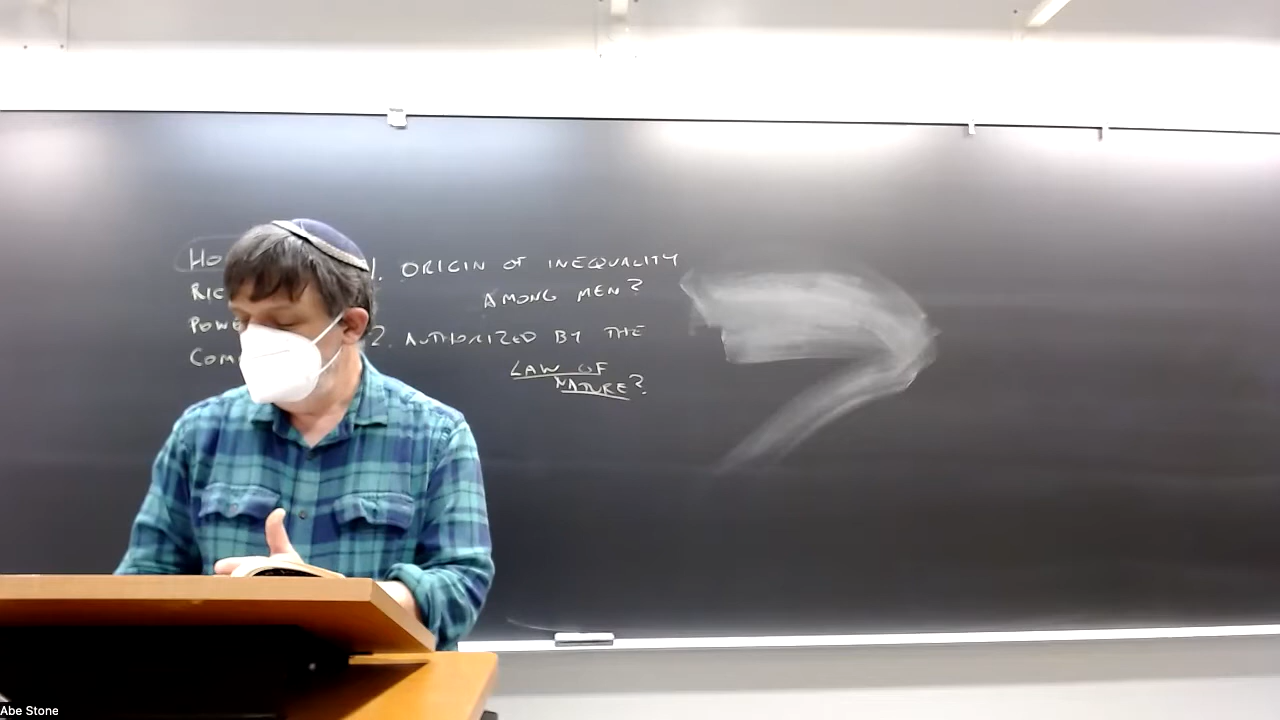 HO
RIC
POWE
COM
1. ORIGIN OF INEQUALITY
AMONG MEN?
2. AUTHORIZED BY THE
LAW OF
NATURE?
Abe Stone